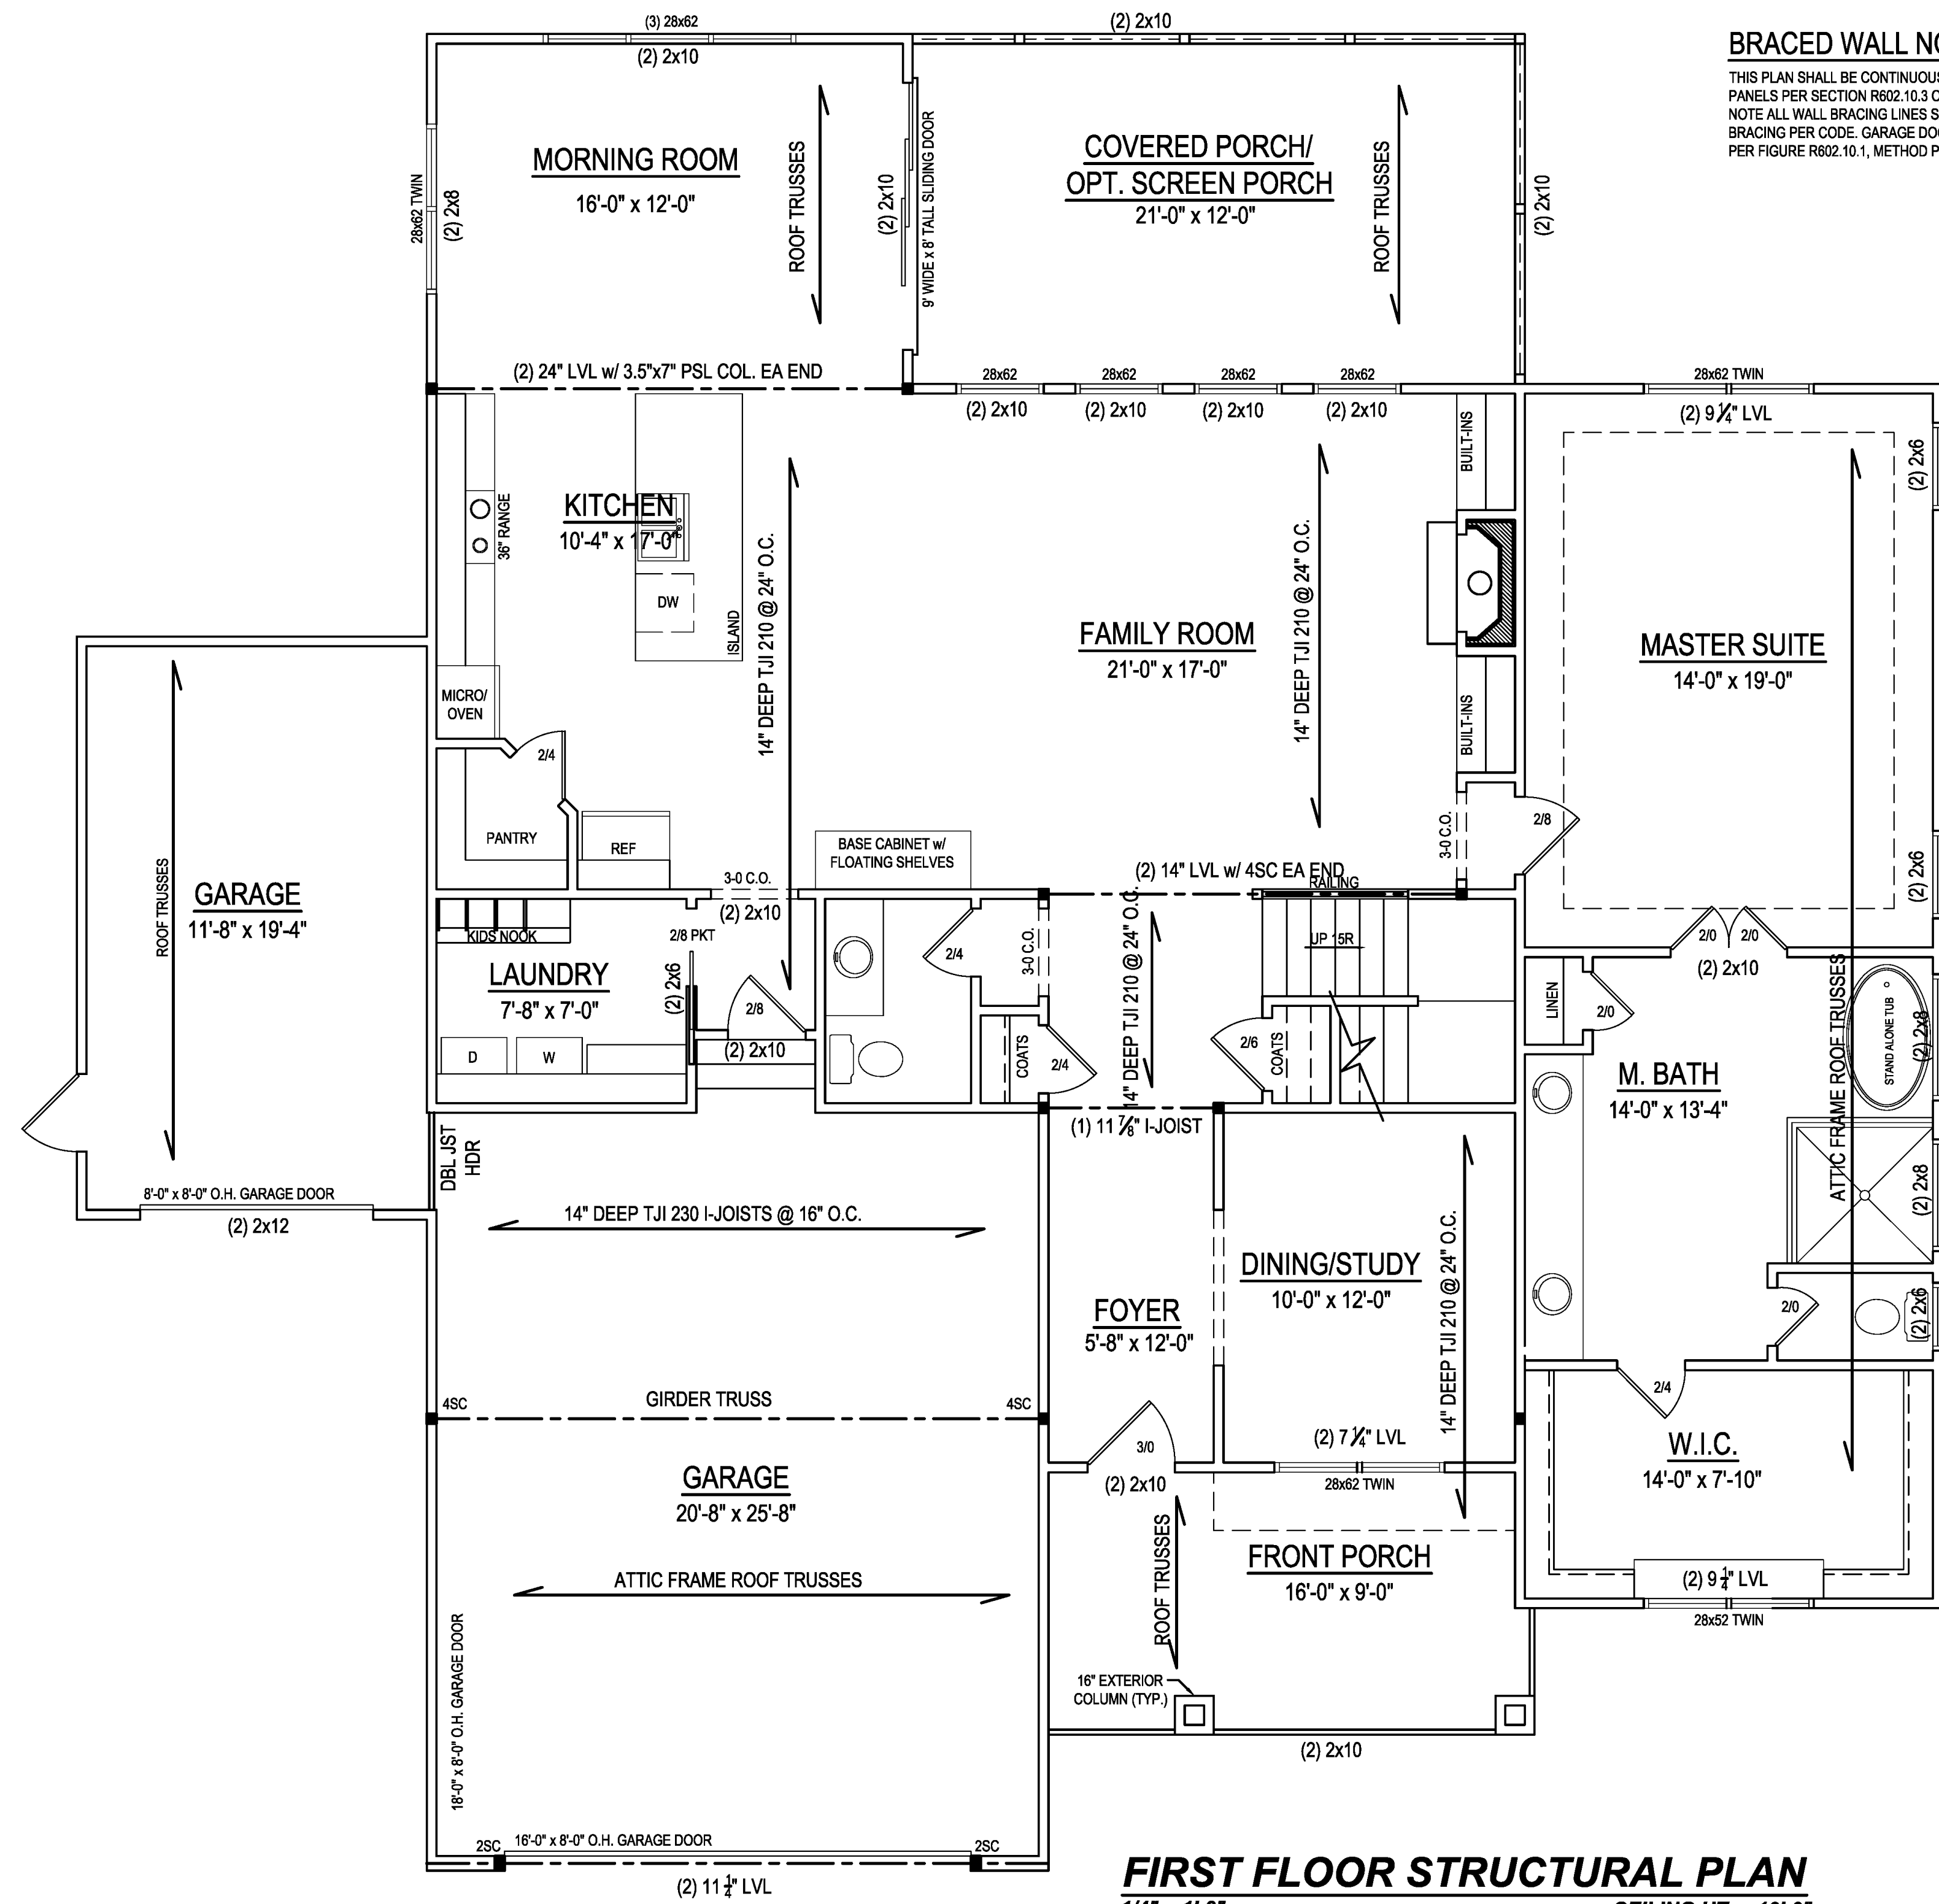 (3) 28x62
(2) 2x10
(2) 2x10
BRACED WALL
THIS PLAN SHALL BE
PANELS PER SECTION R602.10.3
NOTE ALL WALL BRACING LINES
BRACING PER CODE. GARAGE
PER FIGURE R602.10.1, METHOD
MORNING ROOM
16'-0" x 12'-0"
28x62 TWIN
(2) 2x8
ROOF TRUSSES
(2) 2x10
9' WIDE x 8' TALL SLIDING DOOR
COVERED PORCH/
OPT. SCREEN PORCH
21'-0" x 12'-0"
ROOF TRUSSES
(2) 2x10
(2) 24" LVL w/ 3.5"x7" PSL COL. EA END
28x62
28x62
28x62
28x62
(2) 2x10
(2) 2x10
(2) 2x10
(2) 2x10
28x62 TWIN
(2) 9 1/4" LVL
BUILT-INS
(2) 2x6
KITCHEN
10'-4" x 17'-0"
36" RANGE
DW
ISLAND
14" DEEP TJI 210 @ 24" O.C.
14" DEEP TJI 210 @ 24" O.C.
FAMILY ROOM
21'-0" x 17'-0"
MASTER SUITE
14'-0" x 19'-0"
MICRO/
OVEN
BUILT-INS
2/4
PANTRY
REF
BASE CABINET w/
FLOATING SHELVES
3-0 C.O.
2/8
(2) 2x6
ROOF TRUSSES
GARAGE
11'-8" x 19'-4"
3-0 C.O.
(2) 2x10
(2) 14" LVL w/ 4SC EA END
RAILING
KIDS NOOK
2/8 PKT
LAUNDRY
7'-8" x 7'-0"
(2) 2x6
2/8
(2) 2x10
D
W
2/4
3-0 C.O.
14" DEEP TJI 210 @ 24" O.C.
UP 15R
COATS
2/4
2/6
COATS
2/0
2/0
(2) 2x10
LINEN
2/0
STAND ALONE TUB
(2) 2x8
M. BATH
14'-0" x 13'-4"
ATTIC FRAME ROOF TRUSSES
(2) 2x8
(1) 11 7/8" I-JOIST
DBL JST
HDR
8'-0" x 8'-0" O.H. GARAGE DOOR
(2) 2x12
14" DEEP TJI 230 I-JOISTS @ 16" O.C.
DINING/STUDY
10'-0" x 12'-0"
14" DEEP TJI 210 @ 24" O.C.
FOYER
5'-8" x 12'-0"
2/0
(2) 2x6
4SC
GIRDER TRUSS
4SC
2/4
3/0
(2) 2x10
(2) 7 1/4" LVL
28x62 TWIN
W.I.C.
14'-0" x 7'-10"
GARAGE
20'-8" x 25'-8"
ATTIC FRAME ROOF TRUSSES
ROOF TRUSSES
FRONT PORCH
16'-0" x 9'-0"
(2) 9 1/4" LVL
28x52 TWIN
18'-0" x 8'-0" O.H. GARAGE DOOR
16" EXTERIOR
COLUMN (TYP.)
(2) 2x10
2SC
16'-0" x 8'-0" O.H. GARAGE DOOR
2SC
(2) 11 1/4" LVL
FIRST FLOOR STRUCTURAL PLAN